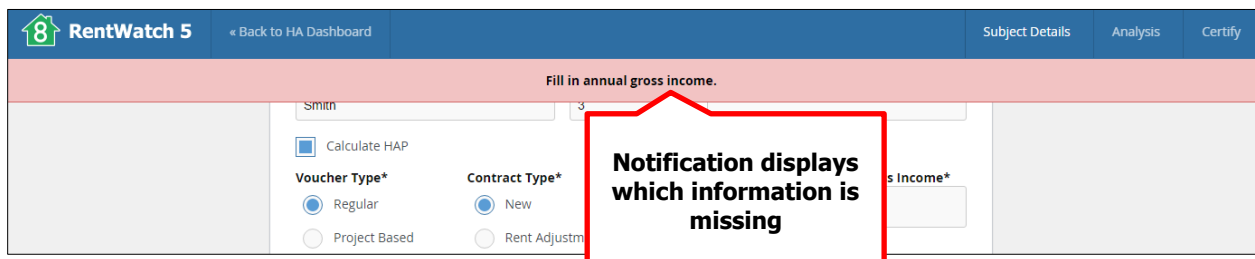 8 RentWatch 5 « Back to HA Dashboard Subject Details Analysis Certify
Fill in annual gross income.
Smith 3
Calculate HAP
Voucher Type* Contract Type* s Income*
Regular New
Project Based Rent Adjustm
Notification displays
which information is
missing